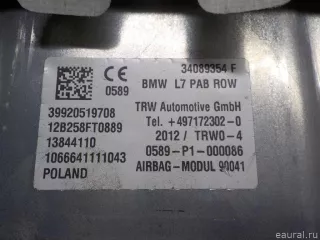 34089354 F
CE
0589
BMW L7 PAB ROW
39920519708
TRW Automotive GmbH
12B258FT0889
Tel. +497172302-0
13844110
2012 / TRW0-4
1066641111043
0589-P1-000086
POLAND
AIRBAG-MODUL 90041
eaural.ru